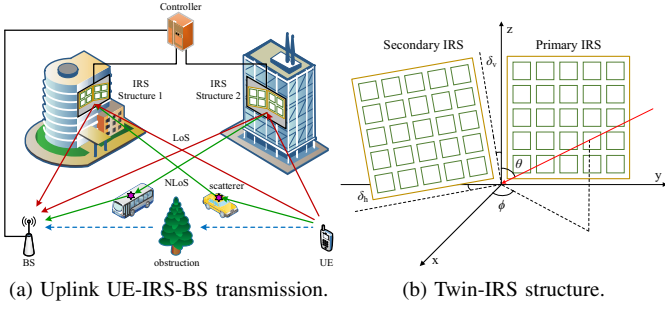 Controller
IRS
Structure 1
IRS
Structure 2
LoS
NLoS
scatterer
BS
obstruction
UE
(a) Uplink UE-IRS-BS transmission.
z
Secondary IRS
Primary IRS
δv
θ
y
δh
ϕ
x
(b) Twin-IRS structure.